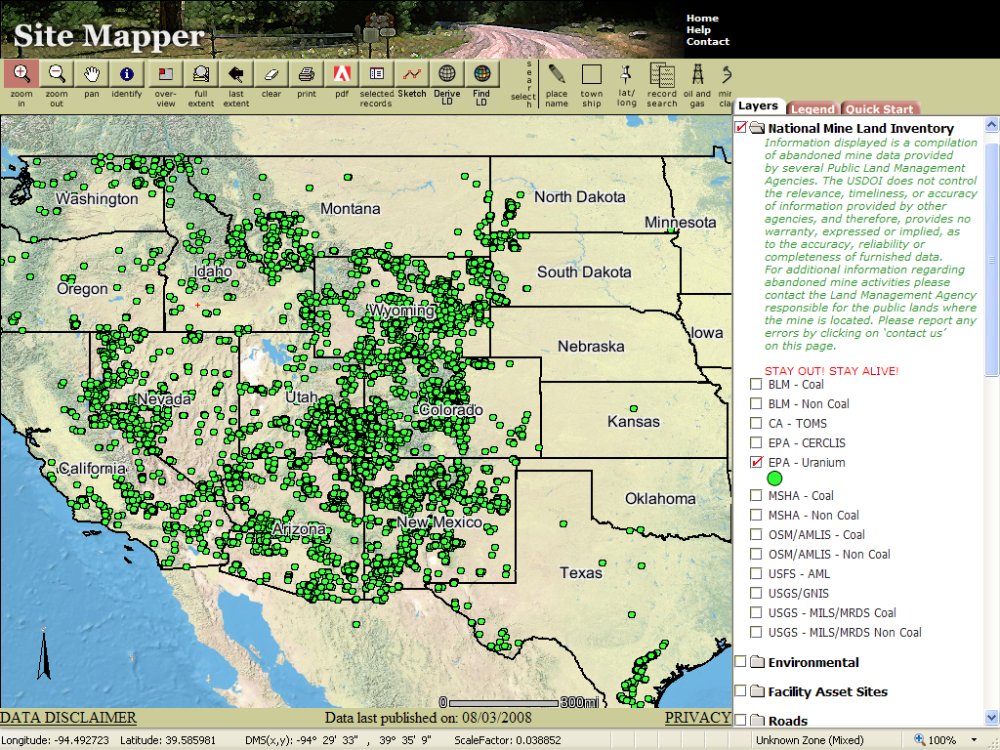 Site Mapper
Home
Help
Contact
zoom in
zoom out
pan
identify
over-view
full extent
last extent
clear
print
pdf
selected records
Sketch
Derive LD
Find LD
search
select
place name
town ship
lat/long
record search
oil and gas
Layers
Legend
Quick Start
National Mine Land Inventory
Information displayed is a compilation
of abandoned mine data provided
by several Public Land Management
Agencies. The USDOI does not control
the relevance, timeliness, or accuracy
of information provided by other
agencies, and therefore, provides no
warranty, expressed or implied, as
to the accuracy, reliability or
completeness of furnished data.
For additional information regarding
abandoned mine activities please
contact the Land Management Agency
responsible for the public lands where
the mine is located. Please report any
errors by clicking on 'contact us'
on this page.
STAY OUT! STAY ALIVE!
BLM - Coal
BLM - Non Coal
CA - TOMS
EPA - CERCLIS
EPA - Uranium
MSHA - Coal
MSHA - Non Coal
OSM/AMLIS - Coal
OSM/AMLIS - Non Coal
USFS - AML
USGS/GNIS
USGS - MILS/MRDS Coal
USGS - MILS/MRDS Non Coal
Environmental
Facility Asset Sites
Roads
Washington
Montana
North Dakota
Minnesota
Oregon
Idaho
South Dakota
Wyoming
Nebraska
Iowa
Nevada
Utah
Colorado
Kansas
California
Arizona
New Mexico
Oklahoma
Texas
0 800mi
DATA DISCLAIMER
Data last published on: 08/03/2008
PRIVACY
Longitude: -94.492723 Latitude: 39.585981 DMS(x,y): -94° 29' 33" , 39° 35' 9" ScaleFactor: 0.038852
Unknown Zone (Mixed)
100%